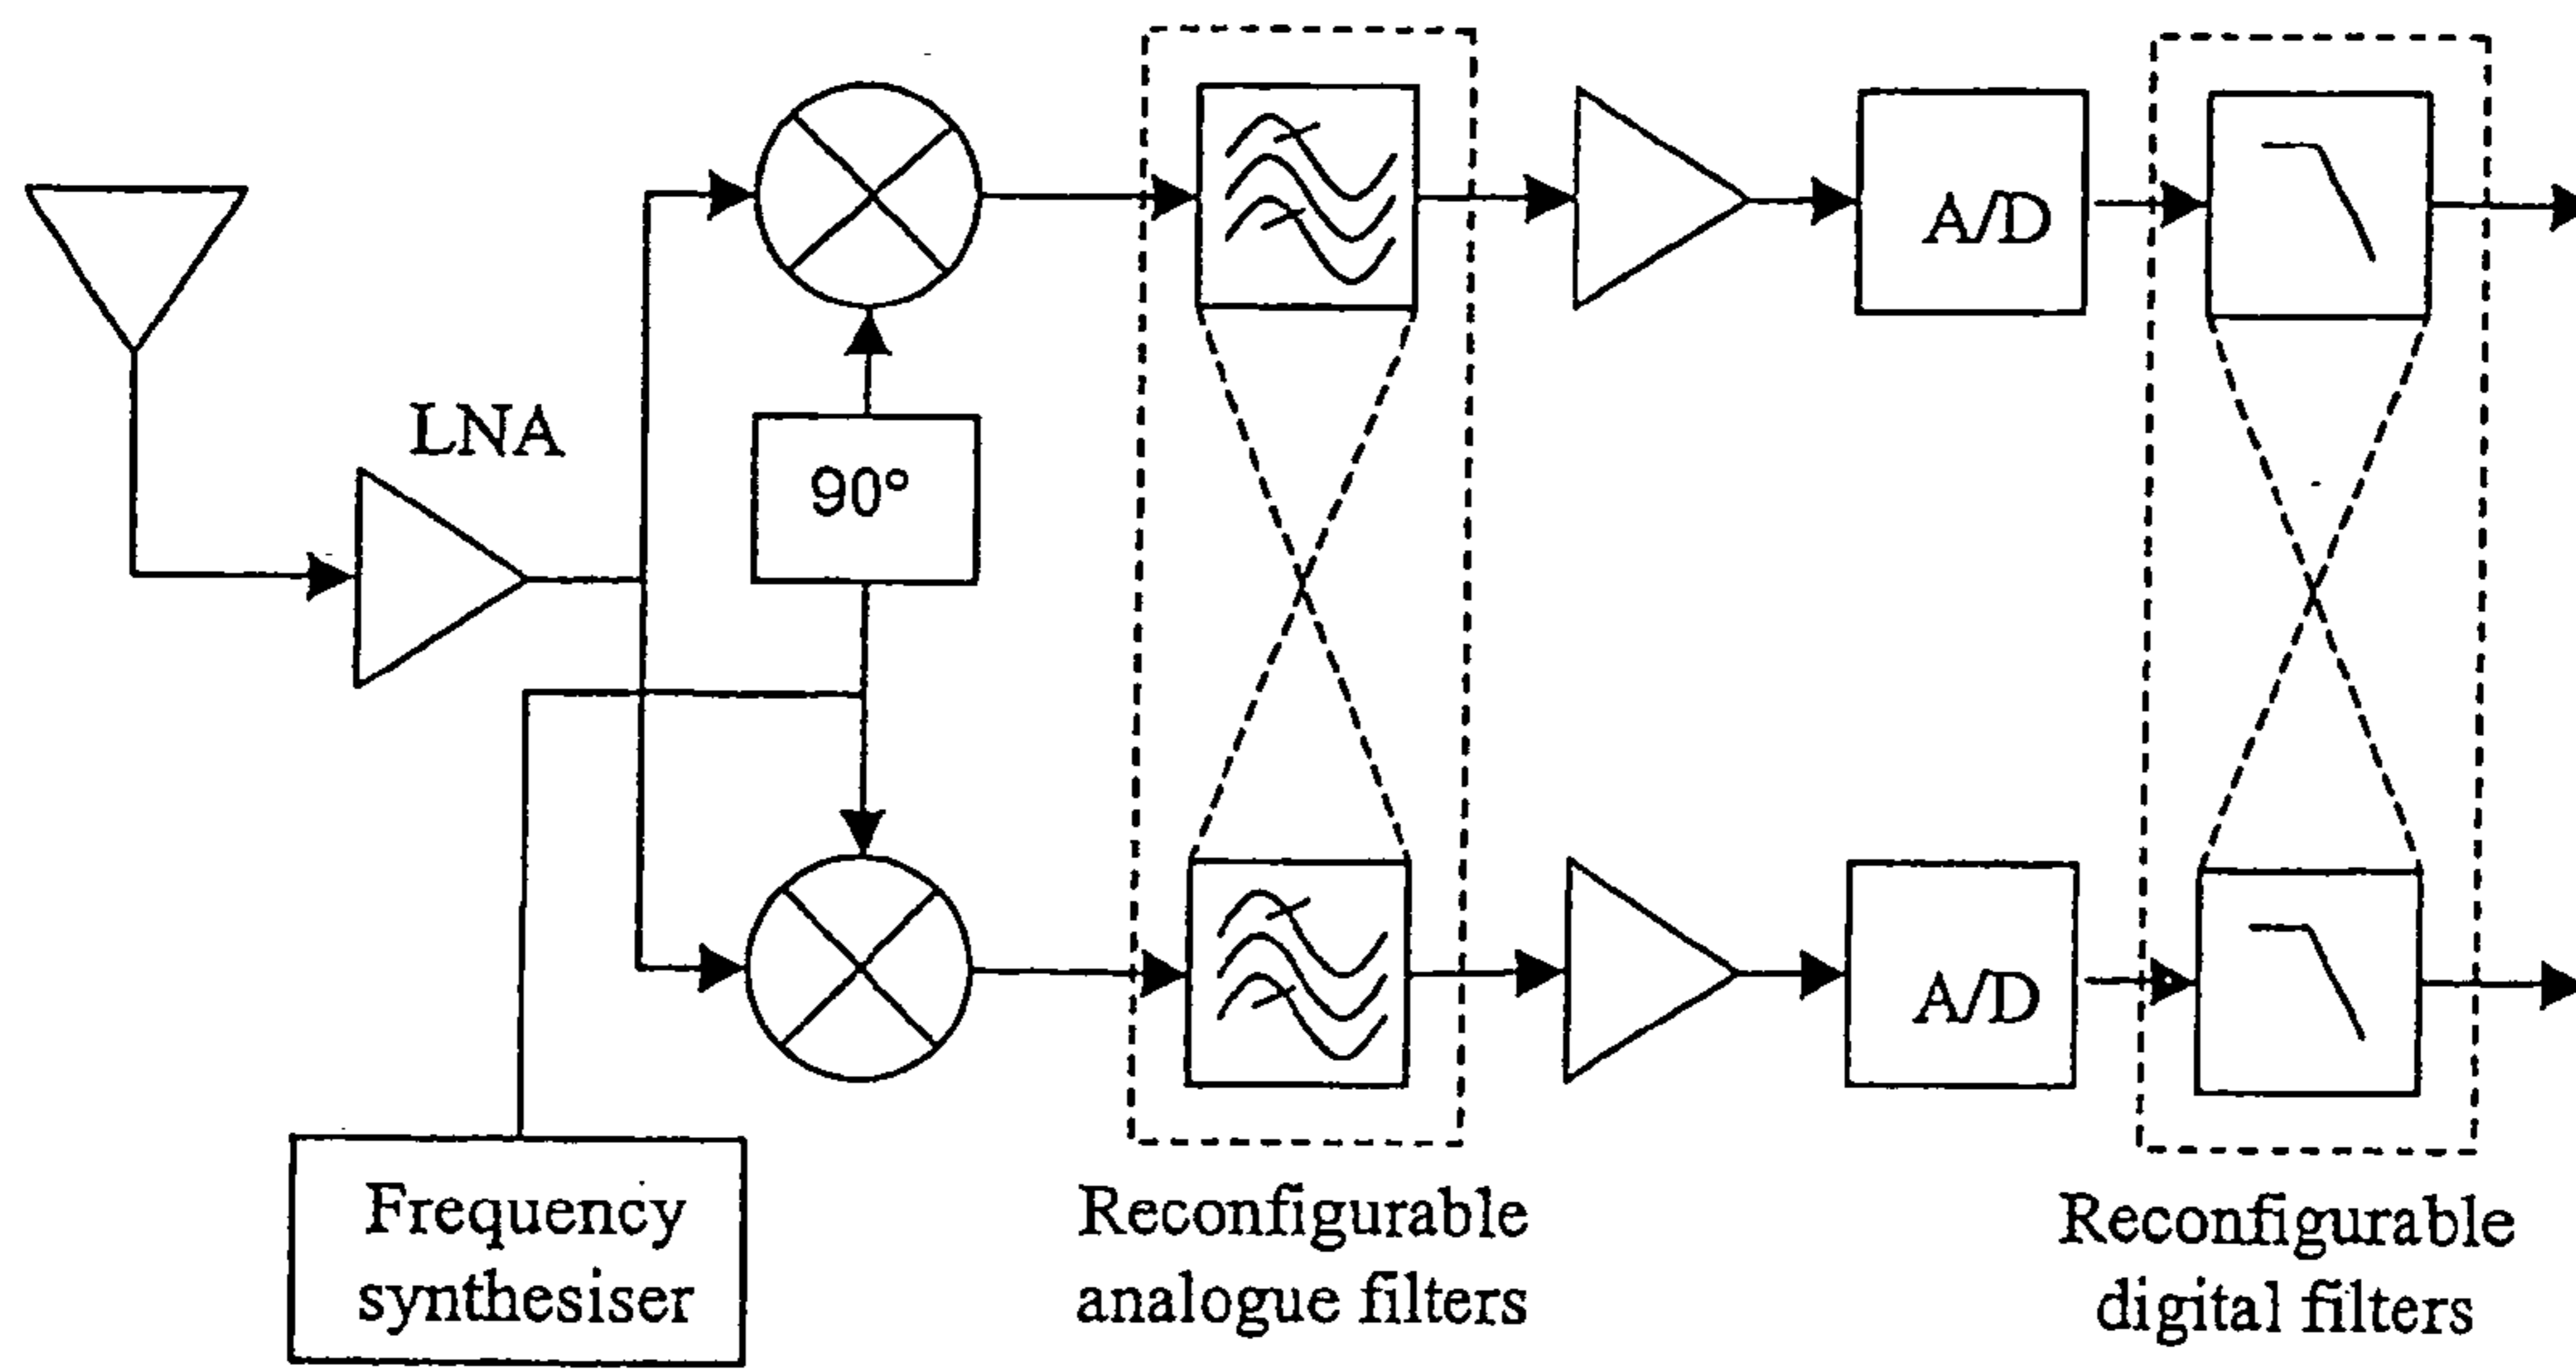 LNA
90°
A/D
A/D
Frequency
synthesiser
Reconfigurable
analogue filters
Reconfigurable
digital filters